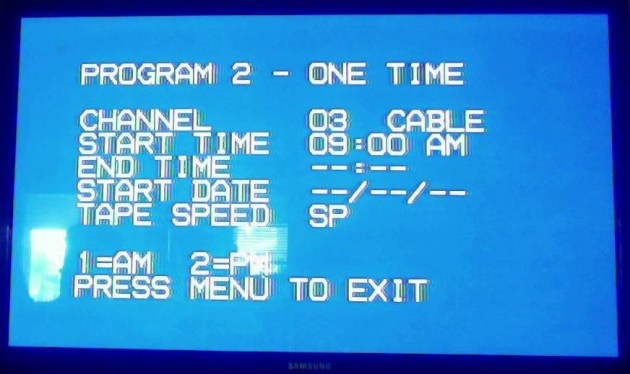 PROGRAM 2 - ONE TIME
CHANNEL 03 CABLE
START TIME 09:00 AM
END TIME --:--
START DATE --/--/--
TAPE SPEED SP
1=AM 2=PM
PRESS MENU TO EXIT
SAMSUNG